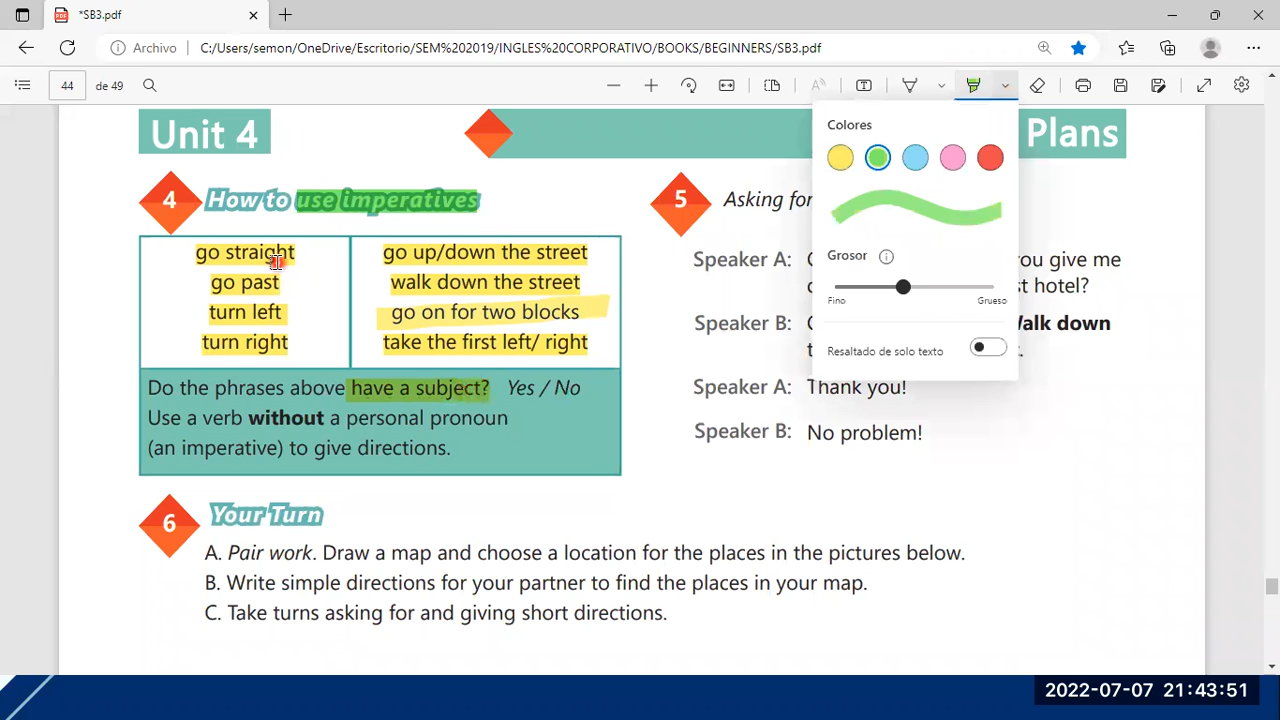 *SB3.pdf
Archivo
C:/Users/semon/OneDrive/Escritorio/SEM%202019/INGLES%20CORPORATIVO/BOOKS/BEGINNERS/SB3.pdf
44 de 49
Colores
Grosor
Fino Grueso
Resaltado de solo texto
Unit 4
Plans
4 How to use imperatives
go straight
go past
turn left
turn right
go up/down the street
walk down the street
go on for two blocks
take the first left/ right
Do the phrases above have a subject? Yes / No
Use a verb without a personal pronoun
(an imperative) to give directions.
5 Asking for
Speaker A: you give me
hotel?
Speaker B: Walk down
Speaker A: Thank you!
Speaker B: No problem!
6 Your Turn
A. Pair work. Draw a map and choose a location for the places in the pictures below.
B. Write simple directions for your partner to find the places in your map.
C. Take turns asking for and giving short directions.
2022-07-07 21:43:51